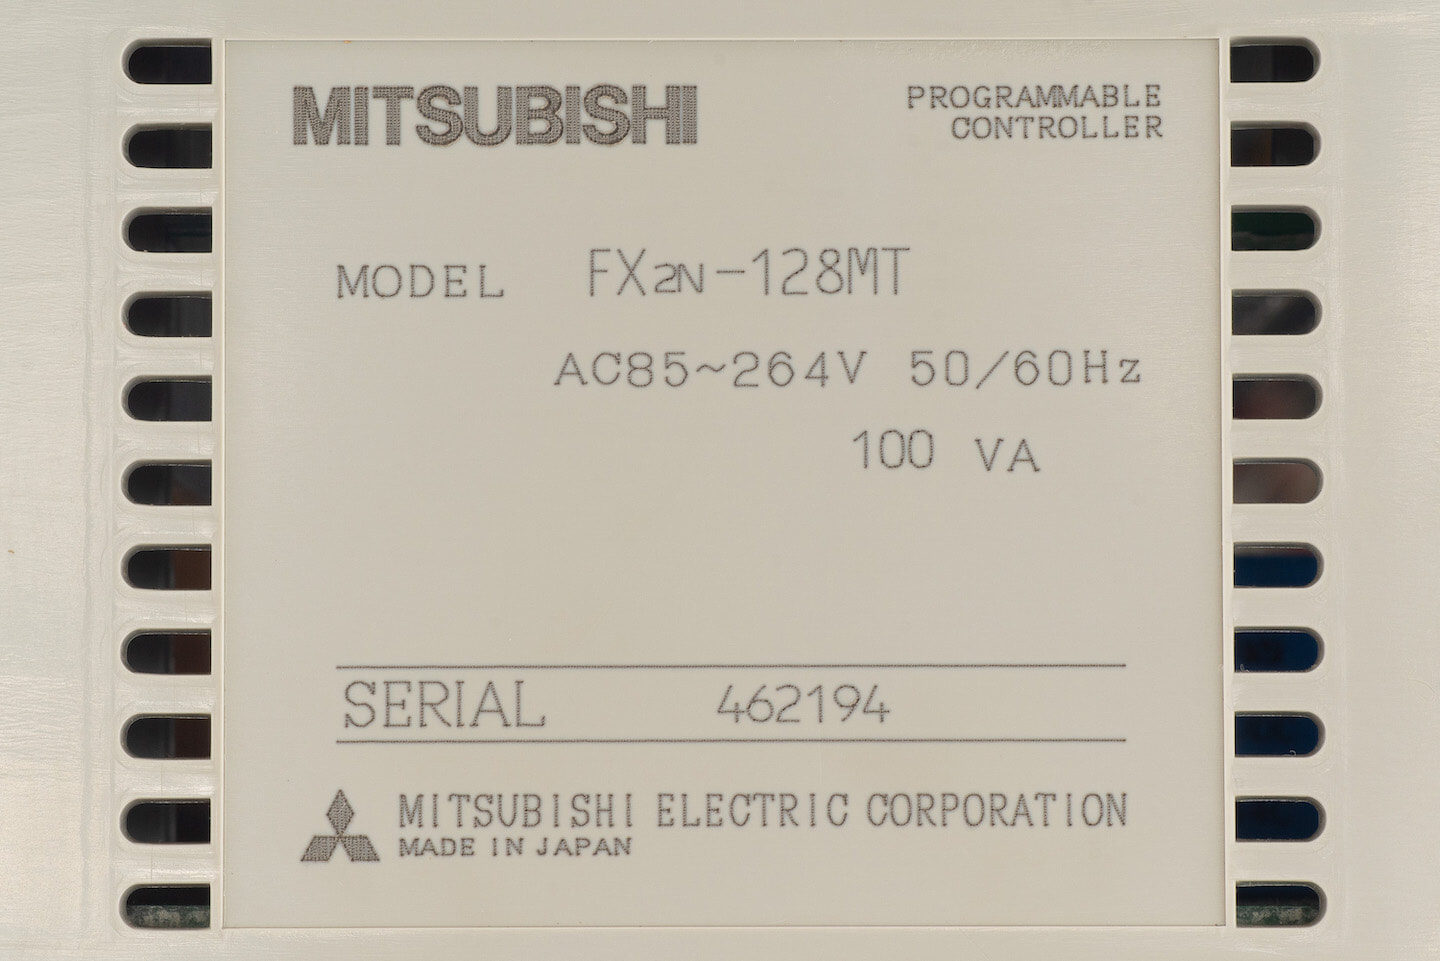 MITSUBISHI
PROGRAMMABLE
CONTROLLER
MODEL FX2N-128MT
AC85~264V 50/60Hz
100 VA
SERIAL 462194
MITSUBISHI ELECTRIC CORPORATION
MADE IN JAPAN